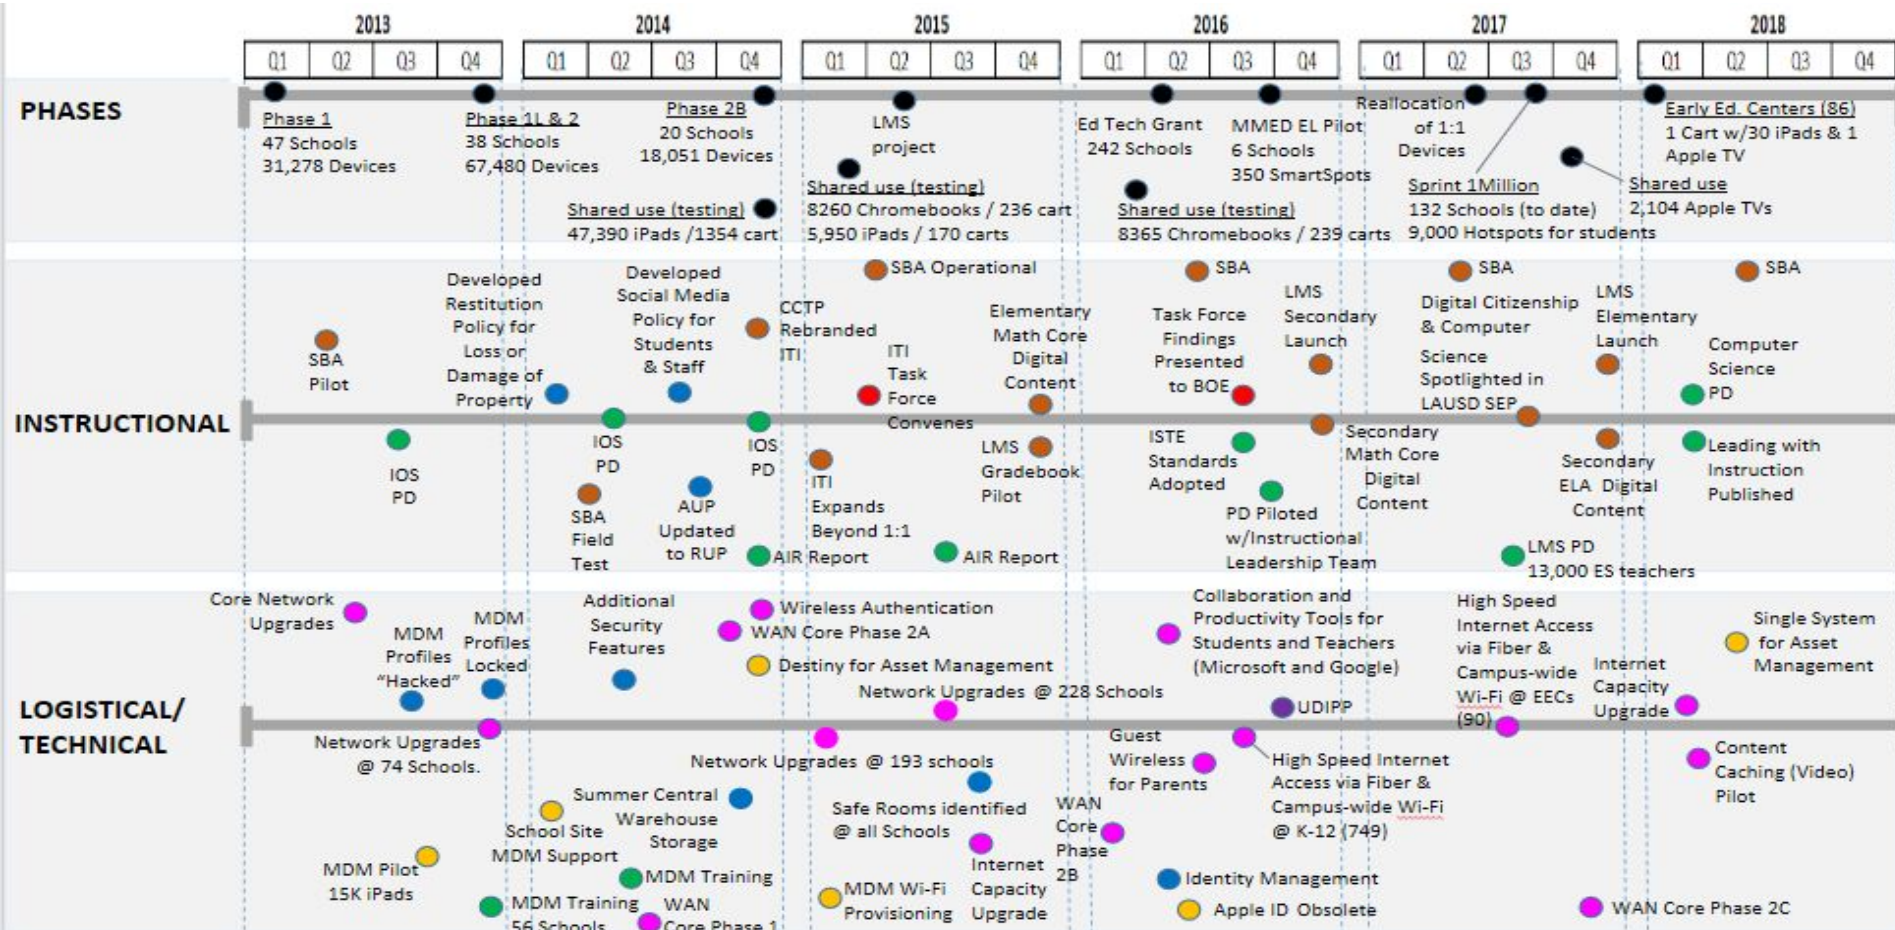 2013
2014
2015
2016
2017
2018
Q1 Q2 Q3 Q4
Q1 Q2 Q3 Q4
Q1 Q2 Q3 Q4
Q1 Q2 Q3 Q4
Q1 Q2 Q3 Q4
Q1 Q2 Q3 Q4
PHASES
Phase 1
47 Schools
31,278 Devices
Phase 1L & 2
38 Schools
67,480 Devices
Phase 2B
20 Schools
18,051 Devices
Shared use (testing)
47,390 iPads /1354 cart
LMS
project
Shared use (testing)
8260 Chromebooks / 236 cart
5,950 iPads / 170 carts
Ed Tech Grant
242 Schools
Shared use (testing)
8365 Chromebooks / 239 carts
MMED EL Pilot
6 Schools
350 SmartSpots
Reallocation
of 1:1
Devices
Sprint 1Million
132 Schools (to date)
9,000 Hotspots for students
Shared use
2,104 Apple TVs
Early Ed. Centers (86)
1 Cart w/30 iPads & 1
Apple TV
INSTRUCTIONAL
SBA
Pilot
IOS
PD
Developed
Restitution
Policy for
Loss or
Damage of
Property
IOS
PD
SBA
Field
Test
Developed
Social Media
Policy for
Students
& Staff
AUP
Updated
to RUP
CCTP
Rebranded
ITI
IOS
PD
AIR Report
SBA Operational
ITI
Task
Force
Convenes
ITI
Expands
Beyond 1:1
AIR Report
Elementary
Math Core
Digital
Content
LMS
Gradebook
Pilot
SBA
Task Force
Findings
Presented
to BOE
ISTE
Standards
Adopted
PD Piloted
w/Instructional
Leadership Team
LMS
Secondary
Launch
Secondary
Math Core
Digital
Content
SBA
Digital Citizenship
& Computer
Science
Spotlighted in
LAUSD SEP
LMS
Elementary
Launch
Secondary
ELA Digital
Content
LMS PD
13,000 ES teachers
SBA
Computer
Science
PD
Leading with
Instruction
Published
LOGISTICAL/
TECHNICAL
Core Network
Upgrades
MDM
Profiles
“Hacked”
MDM
Profiles
Locked
Network Upgrades
@ 74 Schools.
MDM Pilot
15K iPads
MDM Training
56 Schools
Additional
Security
Features
School Site
MDM Support
Summer Central
Warehouse
Storage
MDM Training
WAN
Core Phase 1
Wireless Authentication
WAN Core Phase 2A
Destiny for Asset Management
Network Upgrades @ 228 Schools
Network Upgrades @ 193 schools
Safe Rooms identified
@ all Schools
Internet
Capacity
Upgrade
MDM Wi-Fi
Provisioning
WAN
Core
Phase
2B
Guest
Wireless
for Parents
Collaboration and
Productivity Tools for
Students and Teachers
(Microsoft and Google)
UDIPP
High Speed Internet
Access via Fiber &
Campus-wide Wi-Fi
@ K-12 (749)
Identity Management
Apple ID Obsolete
High Speed
Internet Access
via Fiber &
Campus-wide
Wi-Fi @ EECs
(90)
Internet
Capacity
Upgrade
WAN Core Phase 2C
Single System
for Asset
Management
Content
Caching (Video)
Pilot